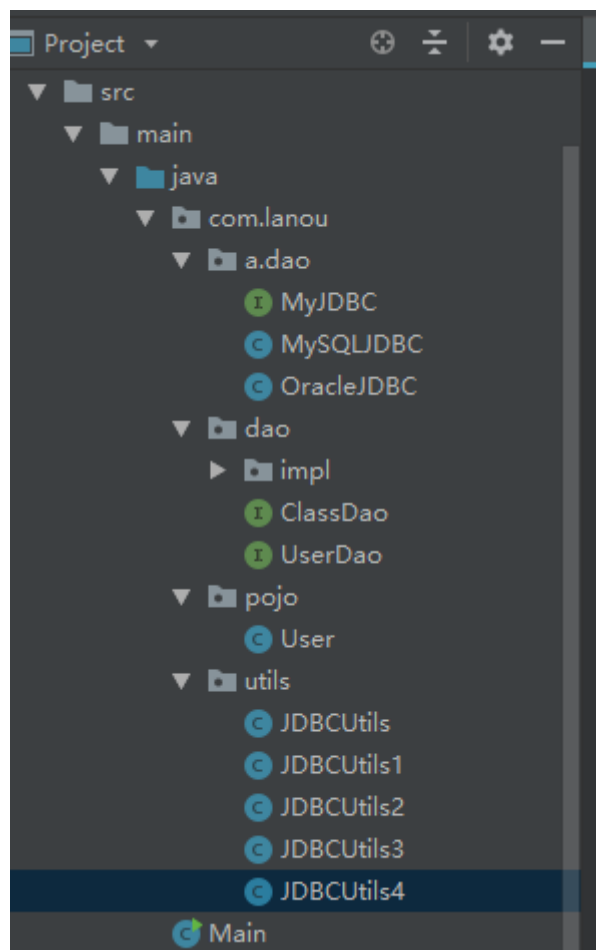 Project
src
main
java
com.lanou
a.dao
MyJDBC
MySQLJDBC
OracleJDBC
dao
impl
ClassDao
UserDao
pojo
User
utils
JDBCUtils
JDBCUtils1
JDBCUtils2
JDBCUtils3
JDBCUtils4
Main